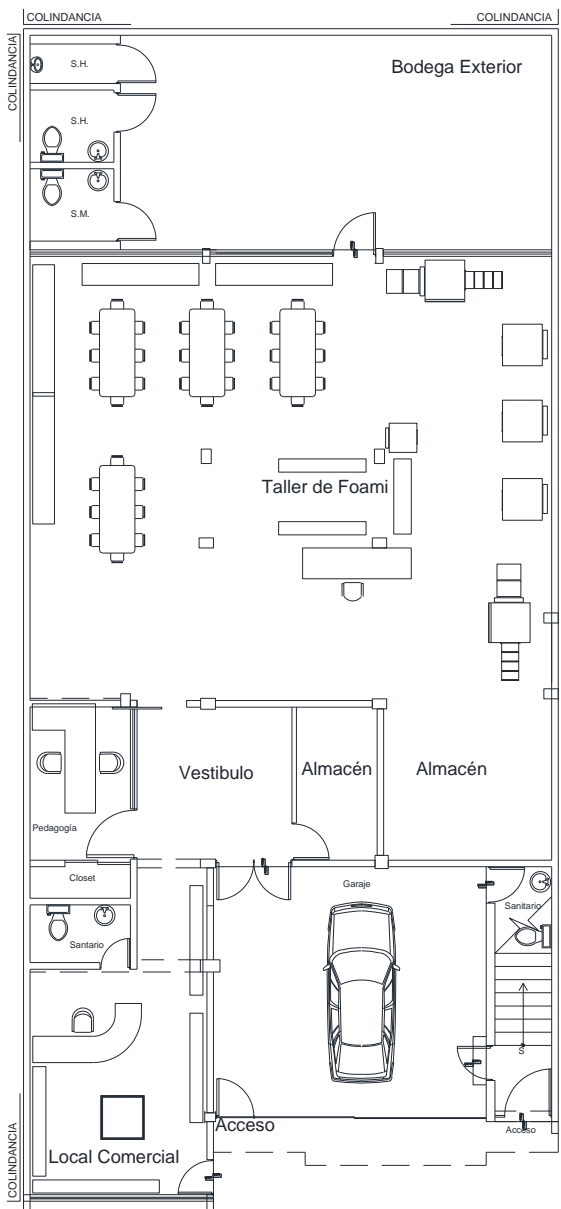 COLINDANCIA
COLINDANCIA
COLINDANCIA
S.H.
Bodega Exterior
S.H.
S.M.
Taller de Foami
Vestibulo
Almacén
Almacén
Pedagogía
Closet
Garaje
Sanitario
Santario
S
Acceso
Acceso
Local Comercial
COLINDANCIA